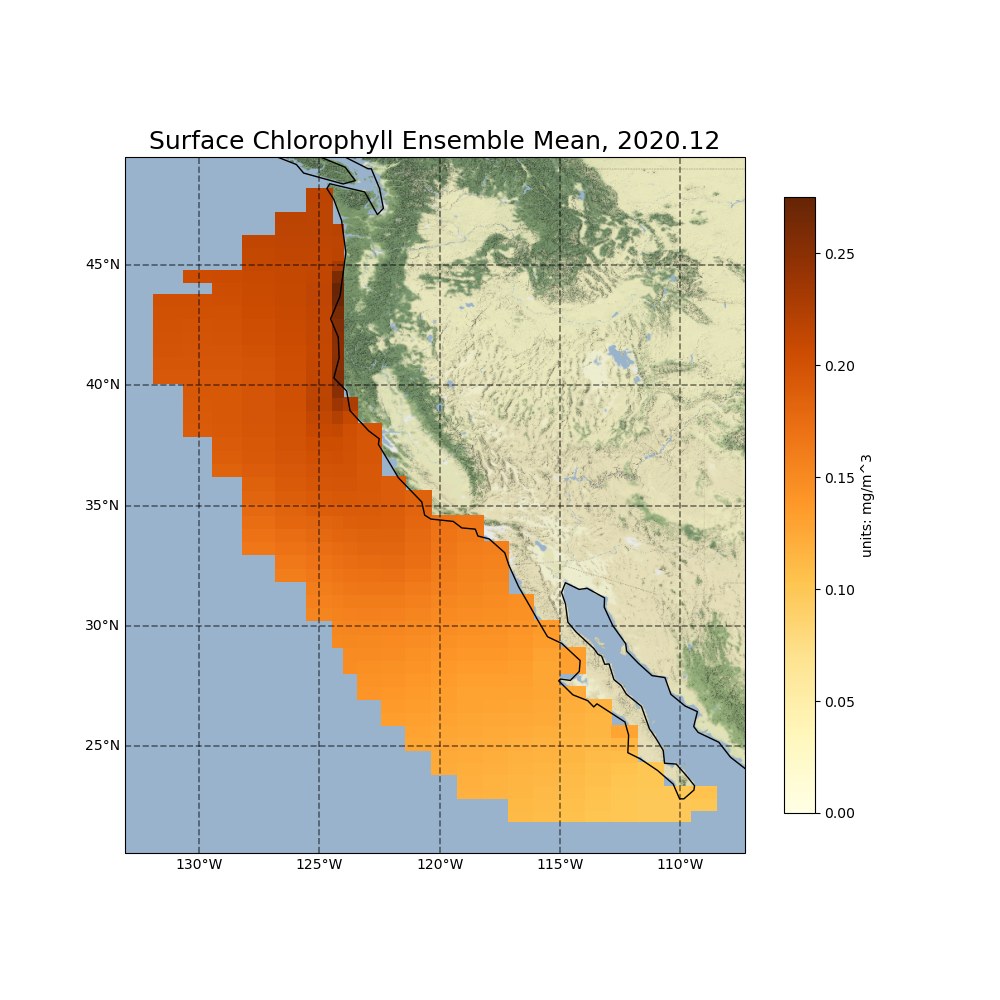 Surface Chlorophyll Ensemble Mean, 2020.12
45°N
40°N
35°N
30°N
25°N
130°W 125°W 120°W 115°W 110°W
0.25
0.20
0.15
0.10
0.05
0.00
units: mg/m^3